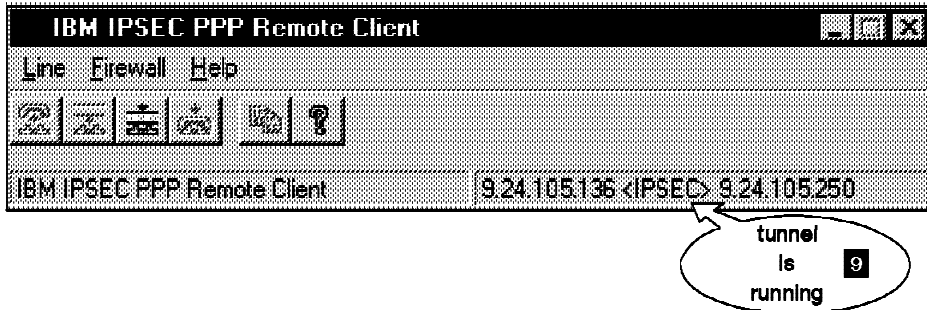 IBM IPSEC PPP Remote Client
Line Firewall Help
IBM IPSEC PPP Remote Client 9.24.105.136 <IPSEC> 9.24.105.250
tunnel
is 9
running